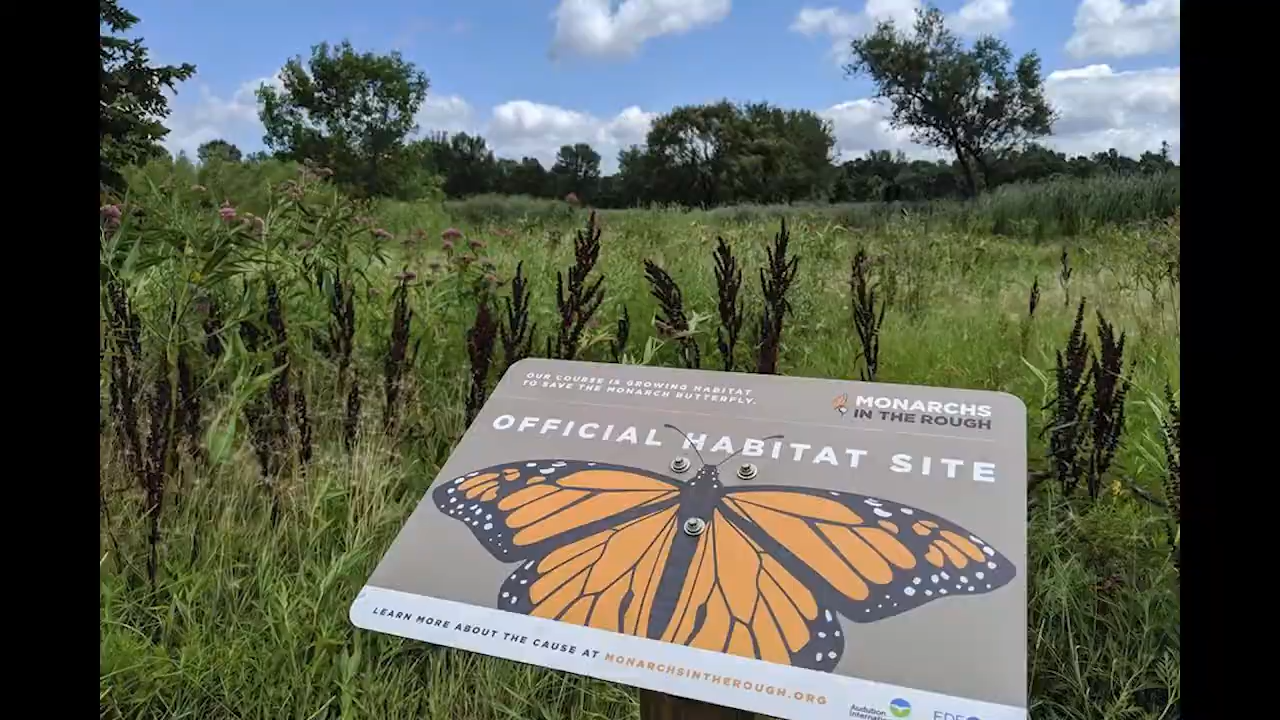 OUR COURSE IS GROWING HABITAT
TO SAVE THE MONARCH BUTTERFLY.
MONARCHS
IN THE ROUGH
OFFICIAL HABITAT SITE
LEARN MORE ABOUT THE CAUSE AT MONARCHSINTHEROUGH.ORG
Audubon